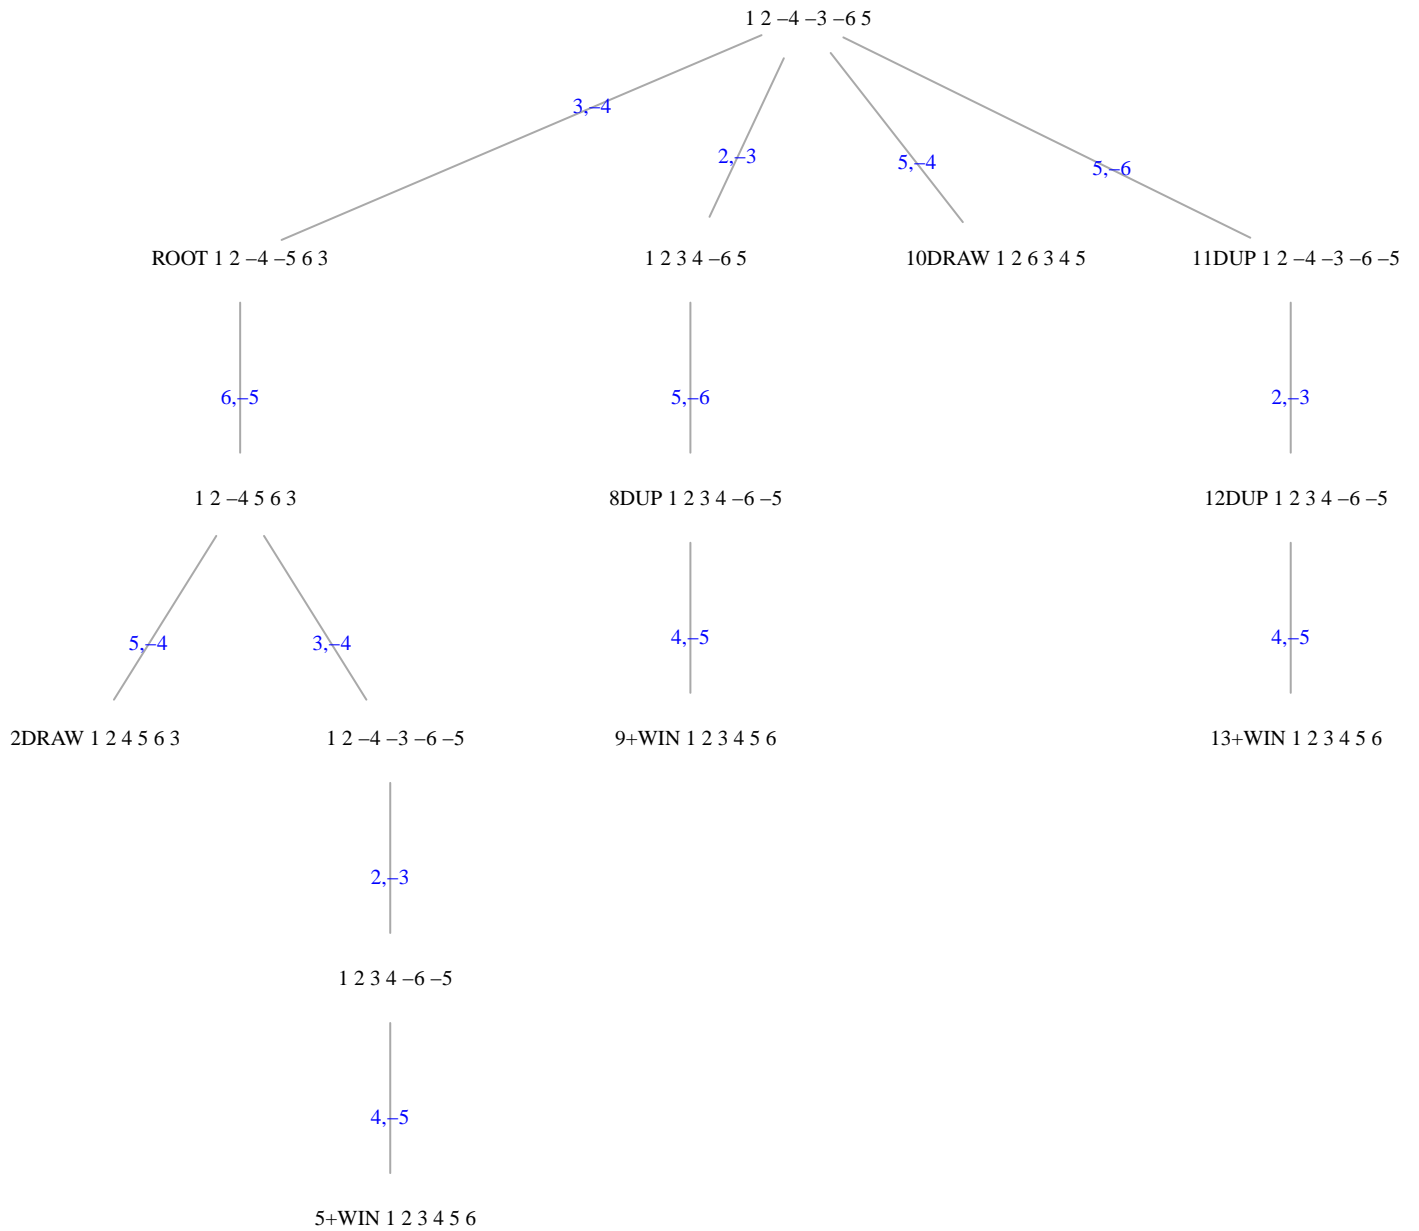 1 2 −4 −3 −6 5
3,−4
2,−3
5,−4
5,−6
ROOT 1 2 −4 −5 6 3
1 2 3 4 −6 5
10DRAW 1 2 6 3 4 5
11DUP 1 2 −4 −3 −6 −5
6,−5
5,−6
2,−3
1 2 −4 5 6 3
8DUP 1 2 3 4 −6 −5
12DUP 1 2 3 4 −6 −5
5,−4
3,−4
4,−5
4,−5
2DRAW 1 2 4 5 6 3
1 2 −4 −3 −6 −5
9+WIN 1 2 3 4 5 6
13+WIN 1 2 3 4 5 6
2,−3
1 2 3 4 −6 −5
4,−5
5+WIN 1 2 3 4 5 6